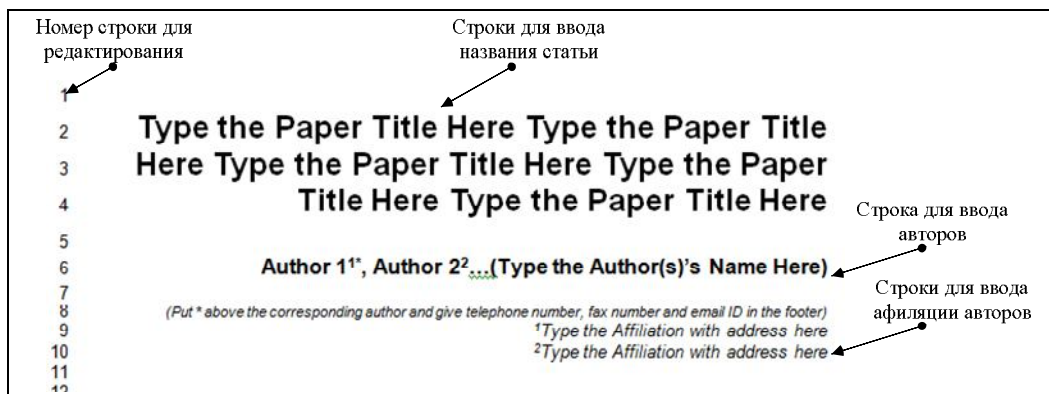 Номер строки для
редактирования
Строки для ввода
названия статьи
1
2 Type the Paper Title Here Type the Paper Title
3 Here Type the Paper Title Here Type the Paper
4 Title Here Type the Paper Title Here
Строка для ввода
авторов
5
6 Author 1¹*, Author 2²...(Type the Author(s)'s Name Here)
7
Строки для ввода
афиляции авторов
8 (Put * above the corresponding author and give telephone number, fax number and email ID in the footer)
9 ¹Type the Affiliation with address here
10 ²Type the Affiliation with address here
11
12